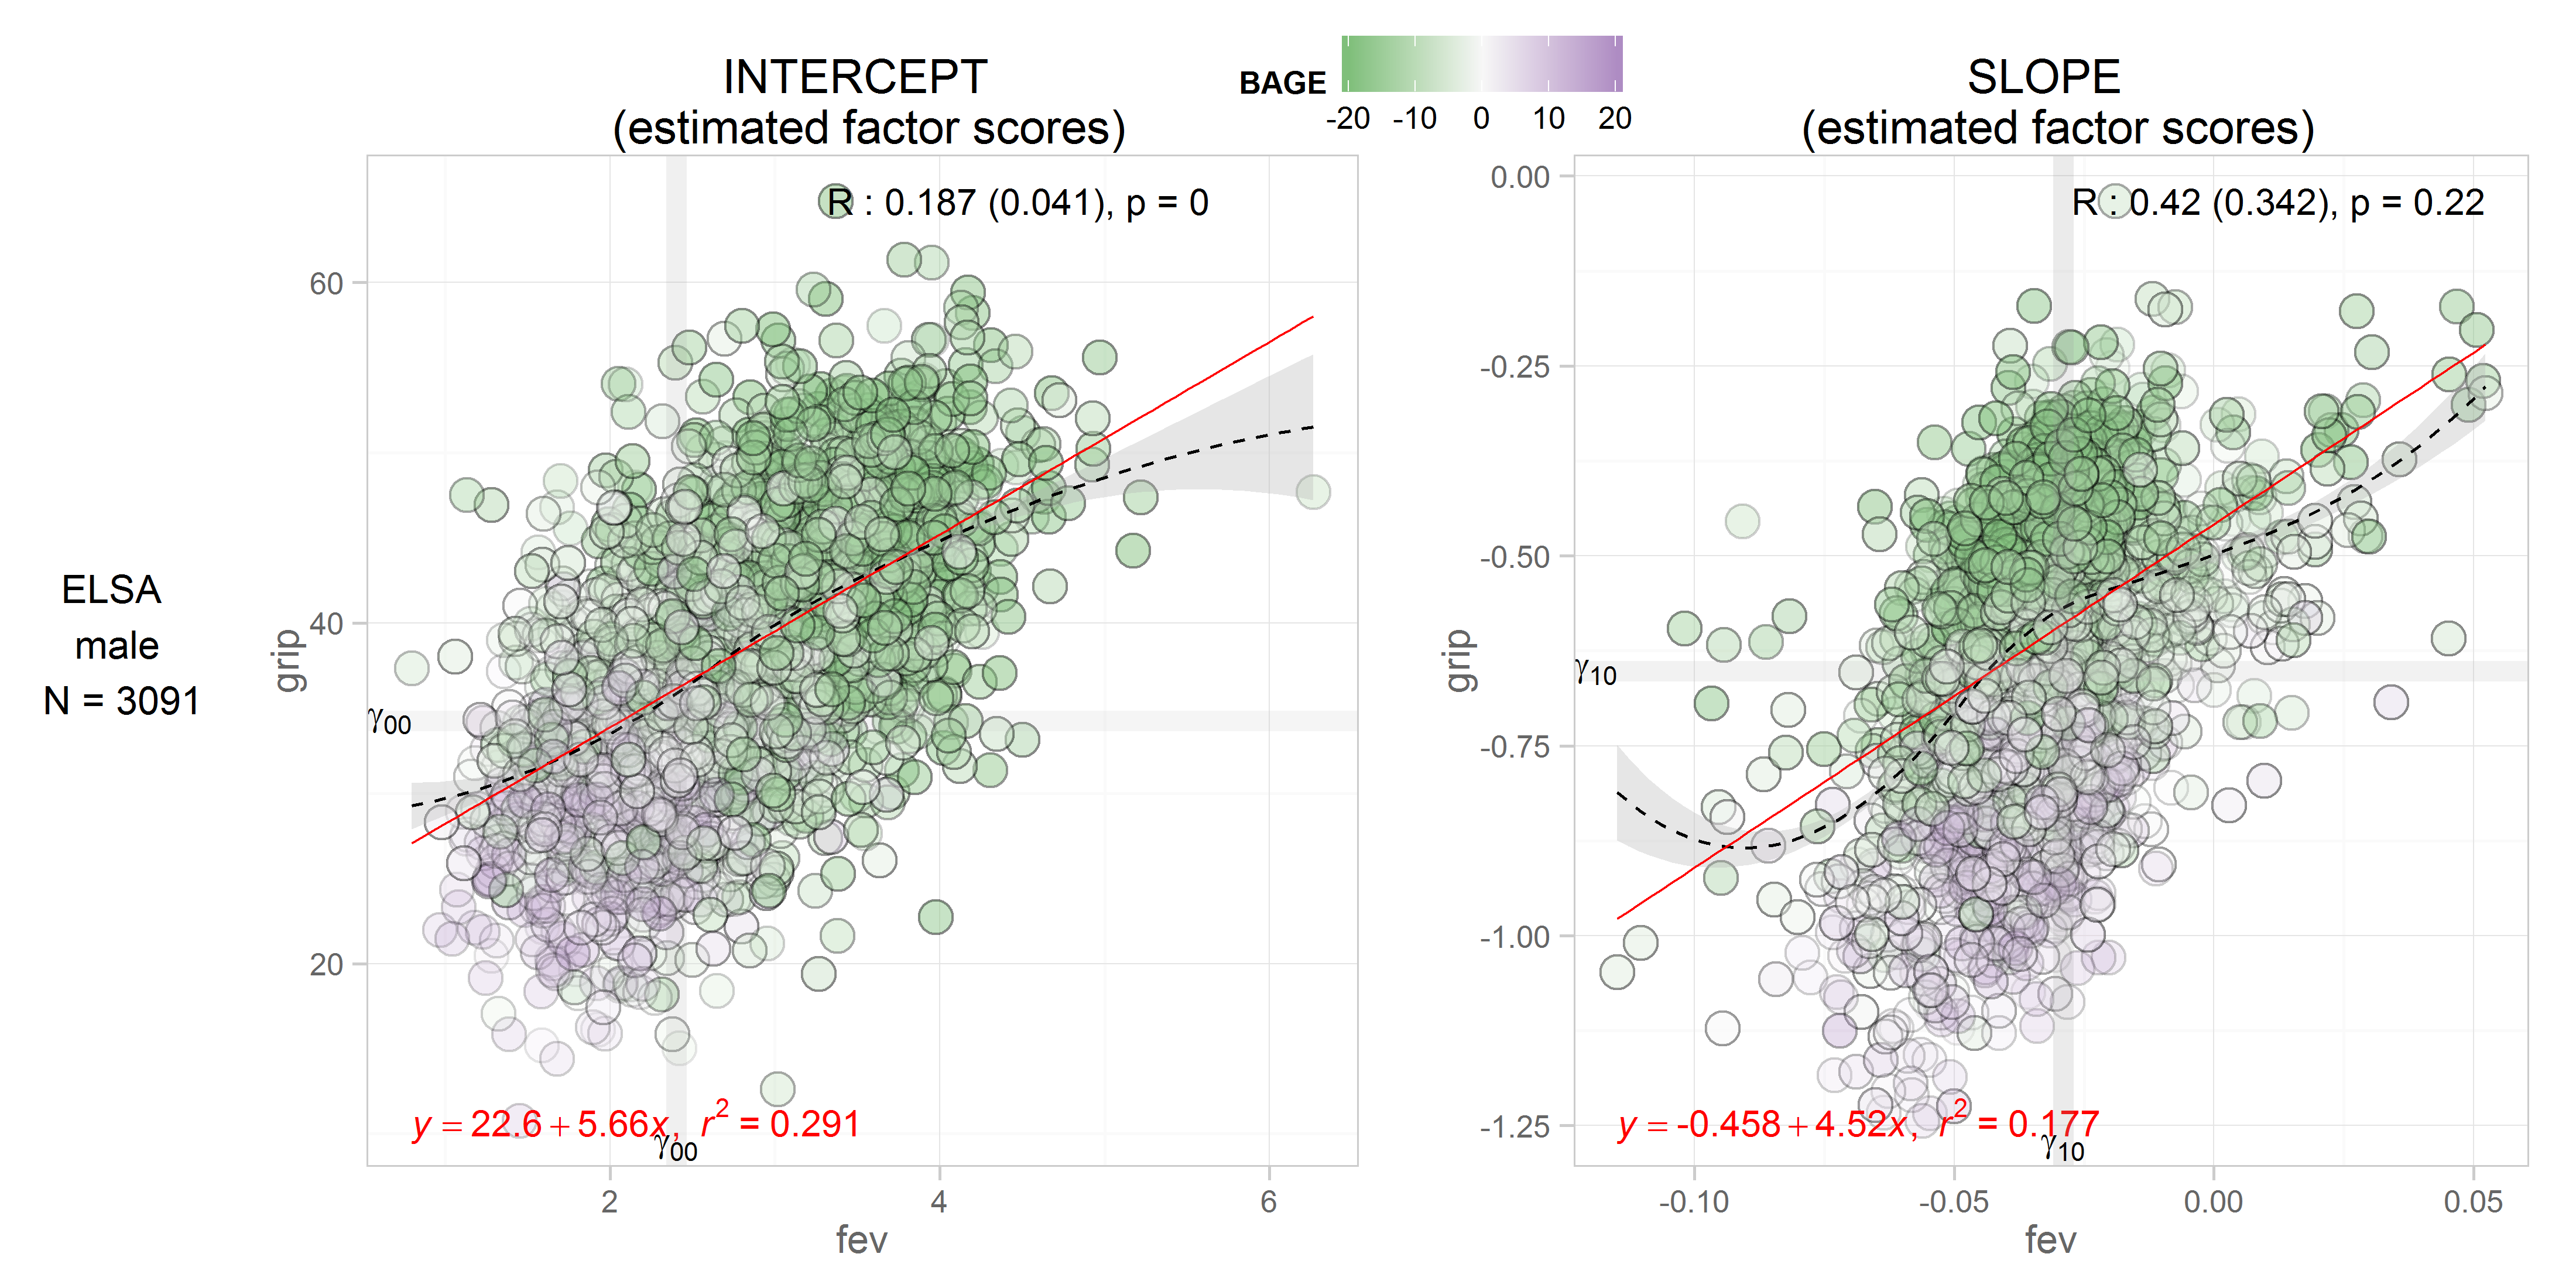 INTERCEPT
(estimated factor scores)
BAGE
-20 -10 0 10 20
SLOPE
(estimated factor scores)
ELSA
male
N = 3091
R : 0.187 (0.041), p = 0
60
40
20
grip
γ00
y = 22.6 + 5.66x, r² = 0.291
γ00
2 4 6
fev
R : 0.42 (0.342), p = 0.22
0.00
-0.25
-0.50
-0.75
-1.00
-1.25
grip
γ10
y = -0.458 + 4.52x, r² = 0.177
γ10
-0.10 -0.05 0.00 0.05
fev